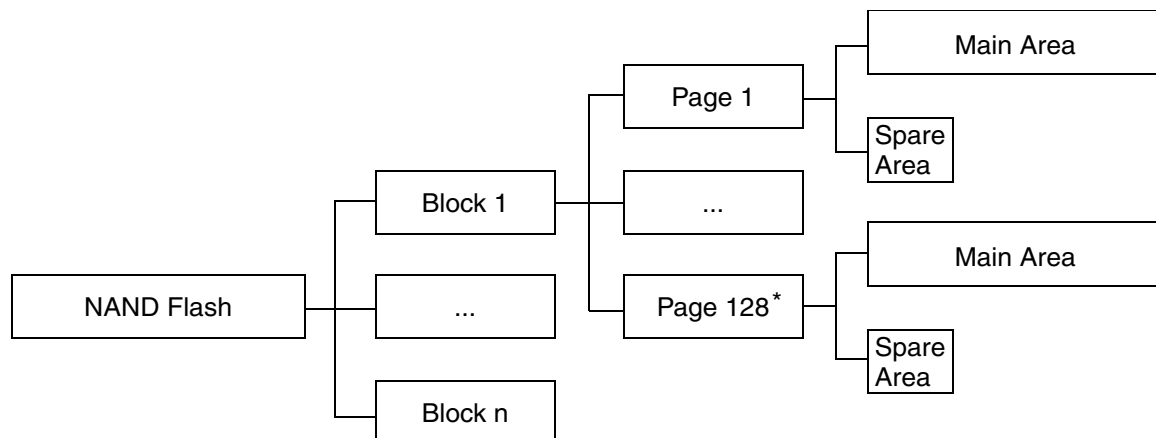 Main Area
Page 1
Spare
Area
Block 1
...
Main Area
NAND Flash
...
Page 128*
Spare
Area
Block n